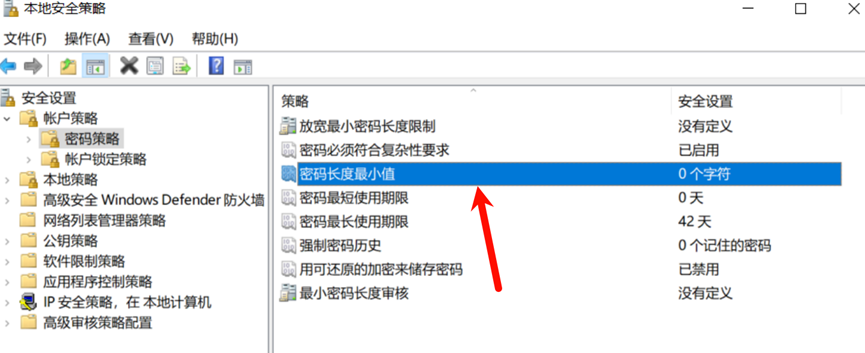 本地安全策略
文件(F) 操作(A) 查看(V) 帮助(H)
安全设置
帐户策略
密码策略
帐户锁定策略
本地策略
高级安全 Windows Defender 防火墙
网络列表管理器策略
公钥策略
软件限制策略
应用程序控制策略
IP 安全策略，在 本地计算机
高级审核策略配置
策略 安全设置
放宽最小密码长度限制 没有定义
密码必须符合复杂性要求 已启用
密码长度最小值 0 个字符
密码最短使用期限 0 天
密码最长使用期限 42 天
强制密码历史 0 个记住的密码
用可还原的加密来储存密码 已禁用
最小密码长度审核 没有定义